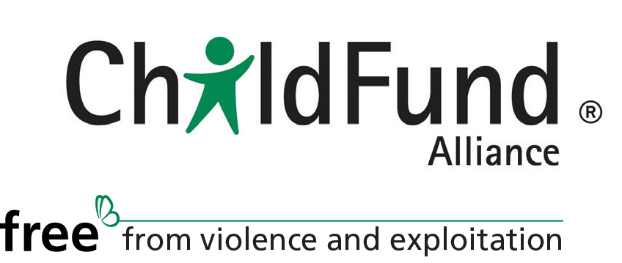 ChildFund ®
Alliance
free from violence and exploitation